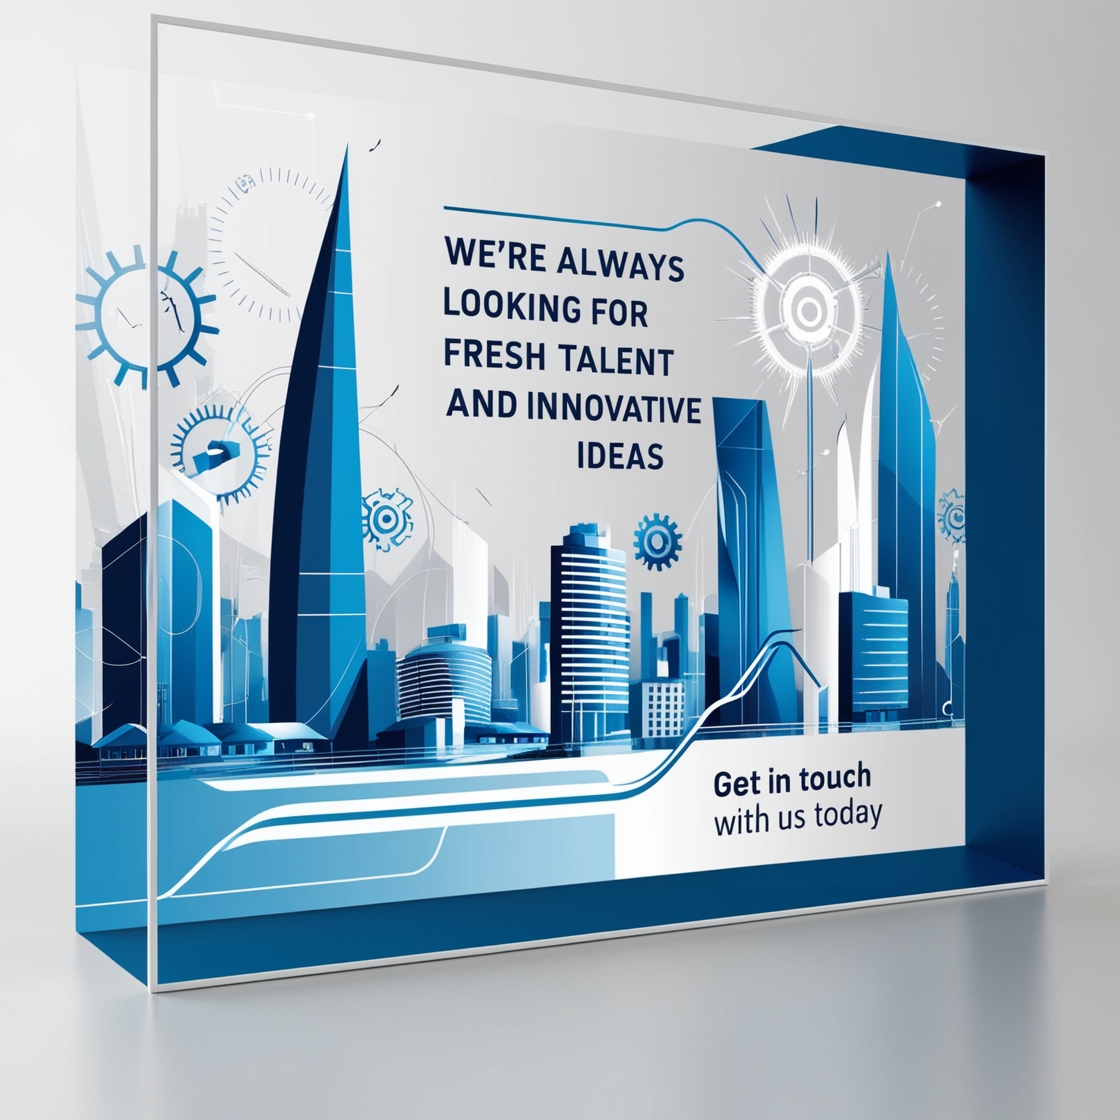 WE'RE ALWAYS
LOOKING FOR
FRESH TALENT
AND INNOVATIVE
IDEAS
Get in touch
with us today